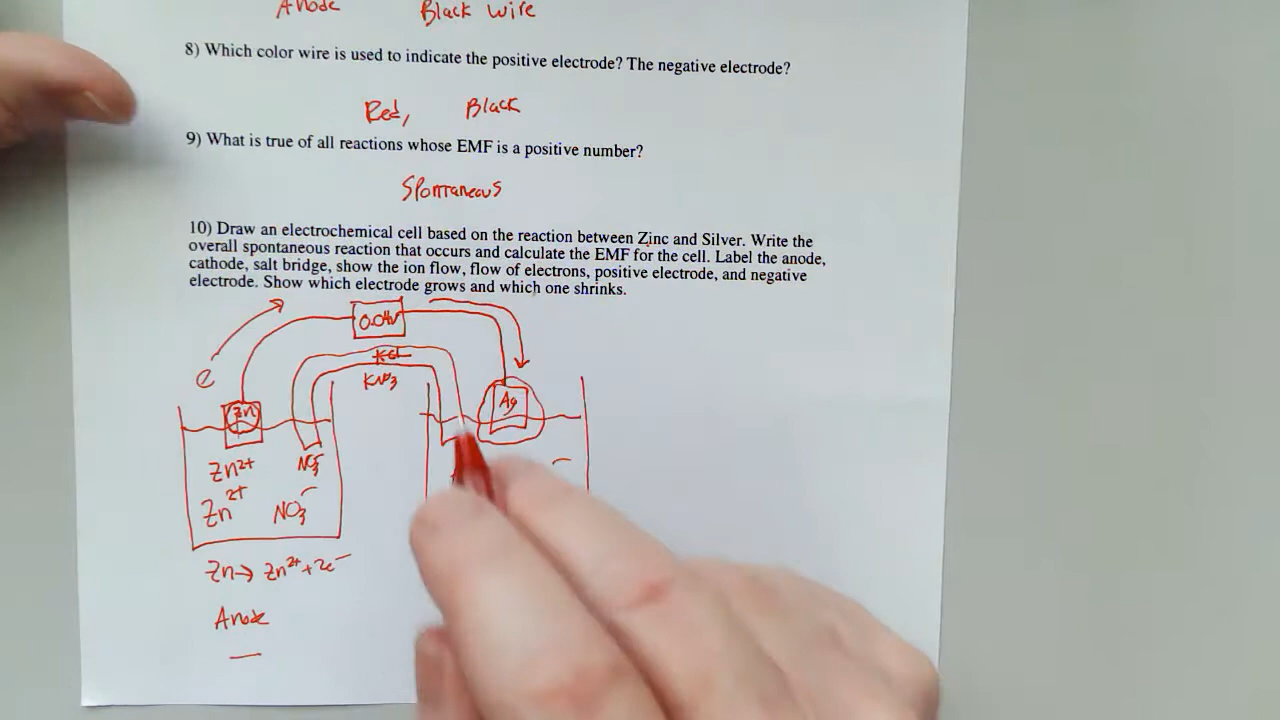 Anode Black wire
8) Which color wire is used to indicate the positive electrode? The negative electrode?
Red, Black
9) What is true of all reactions whose EMF is a positive number?
Spontaneous
10) Draw an electrochemical cell based on the reaction between Zinc and Silver. Write the
overall spontaneous reaction that occurs and calculate the EMF for the cell. Label the anode,
cathode, salt bridge, show the ion flow, flow of electrons, positive electrode, and negative
electrode. Show which electrode grows and which one shrinks.
e
KNO3
Zn
Ag
Zn2+ NO3-
Zn2+ NO3-
Zn → Zn2+ + 2e-
Anode
—